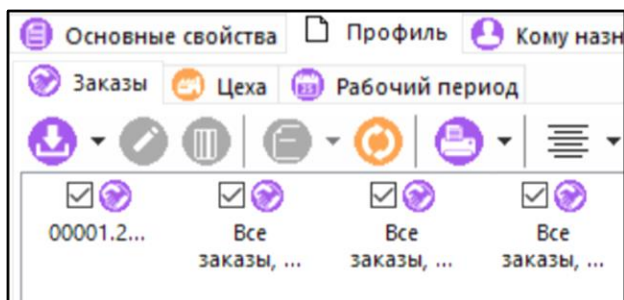 Основные свойства Профиль Кому назн
Заказы Цеха Рабочий период
00001.2... Все Все Все
заказы, ... заказы, ... заказы, ...